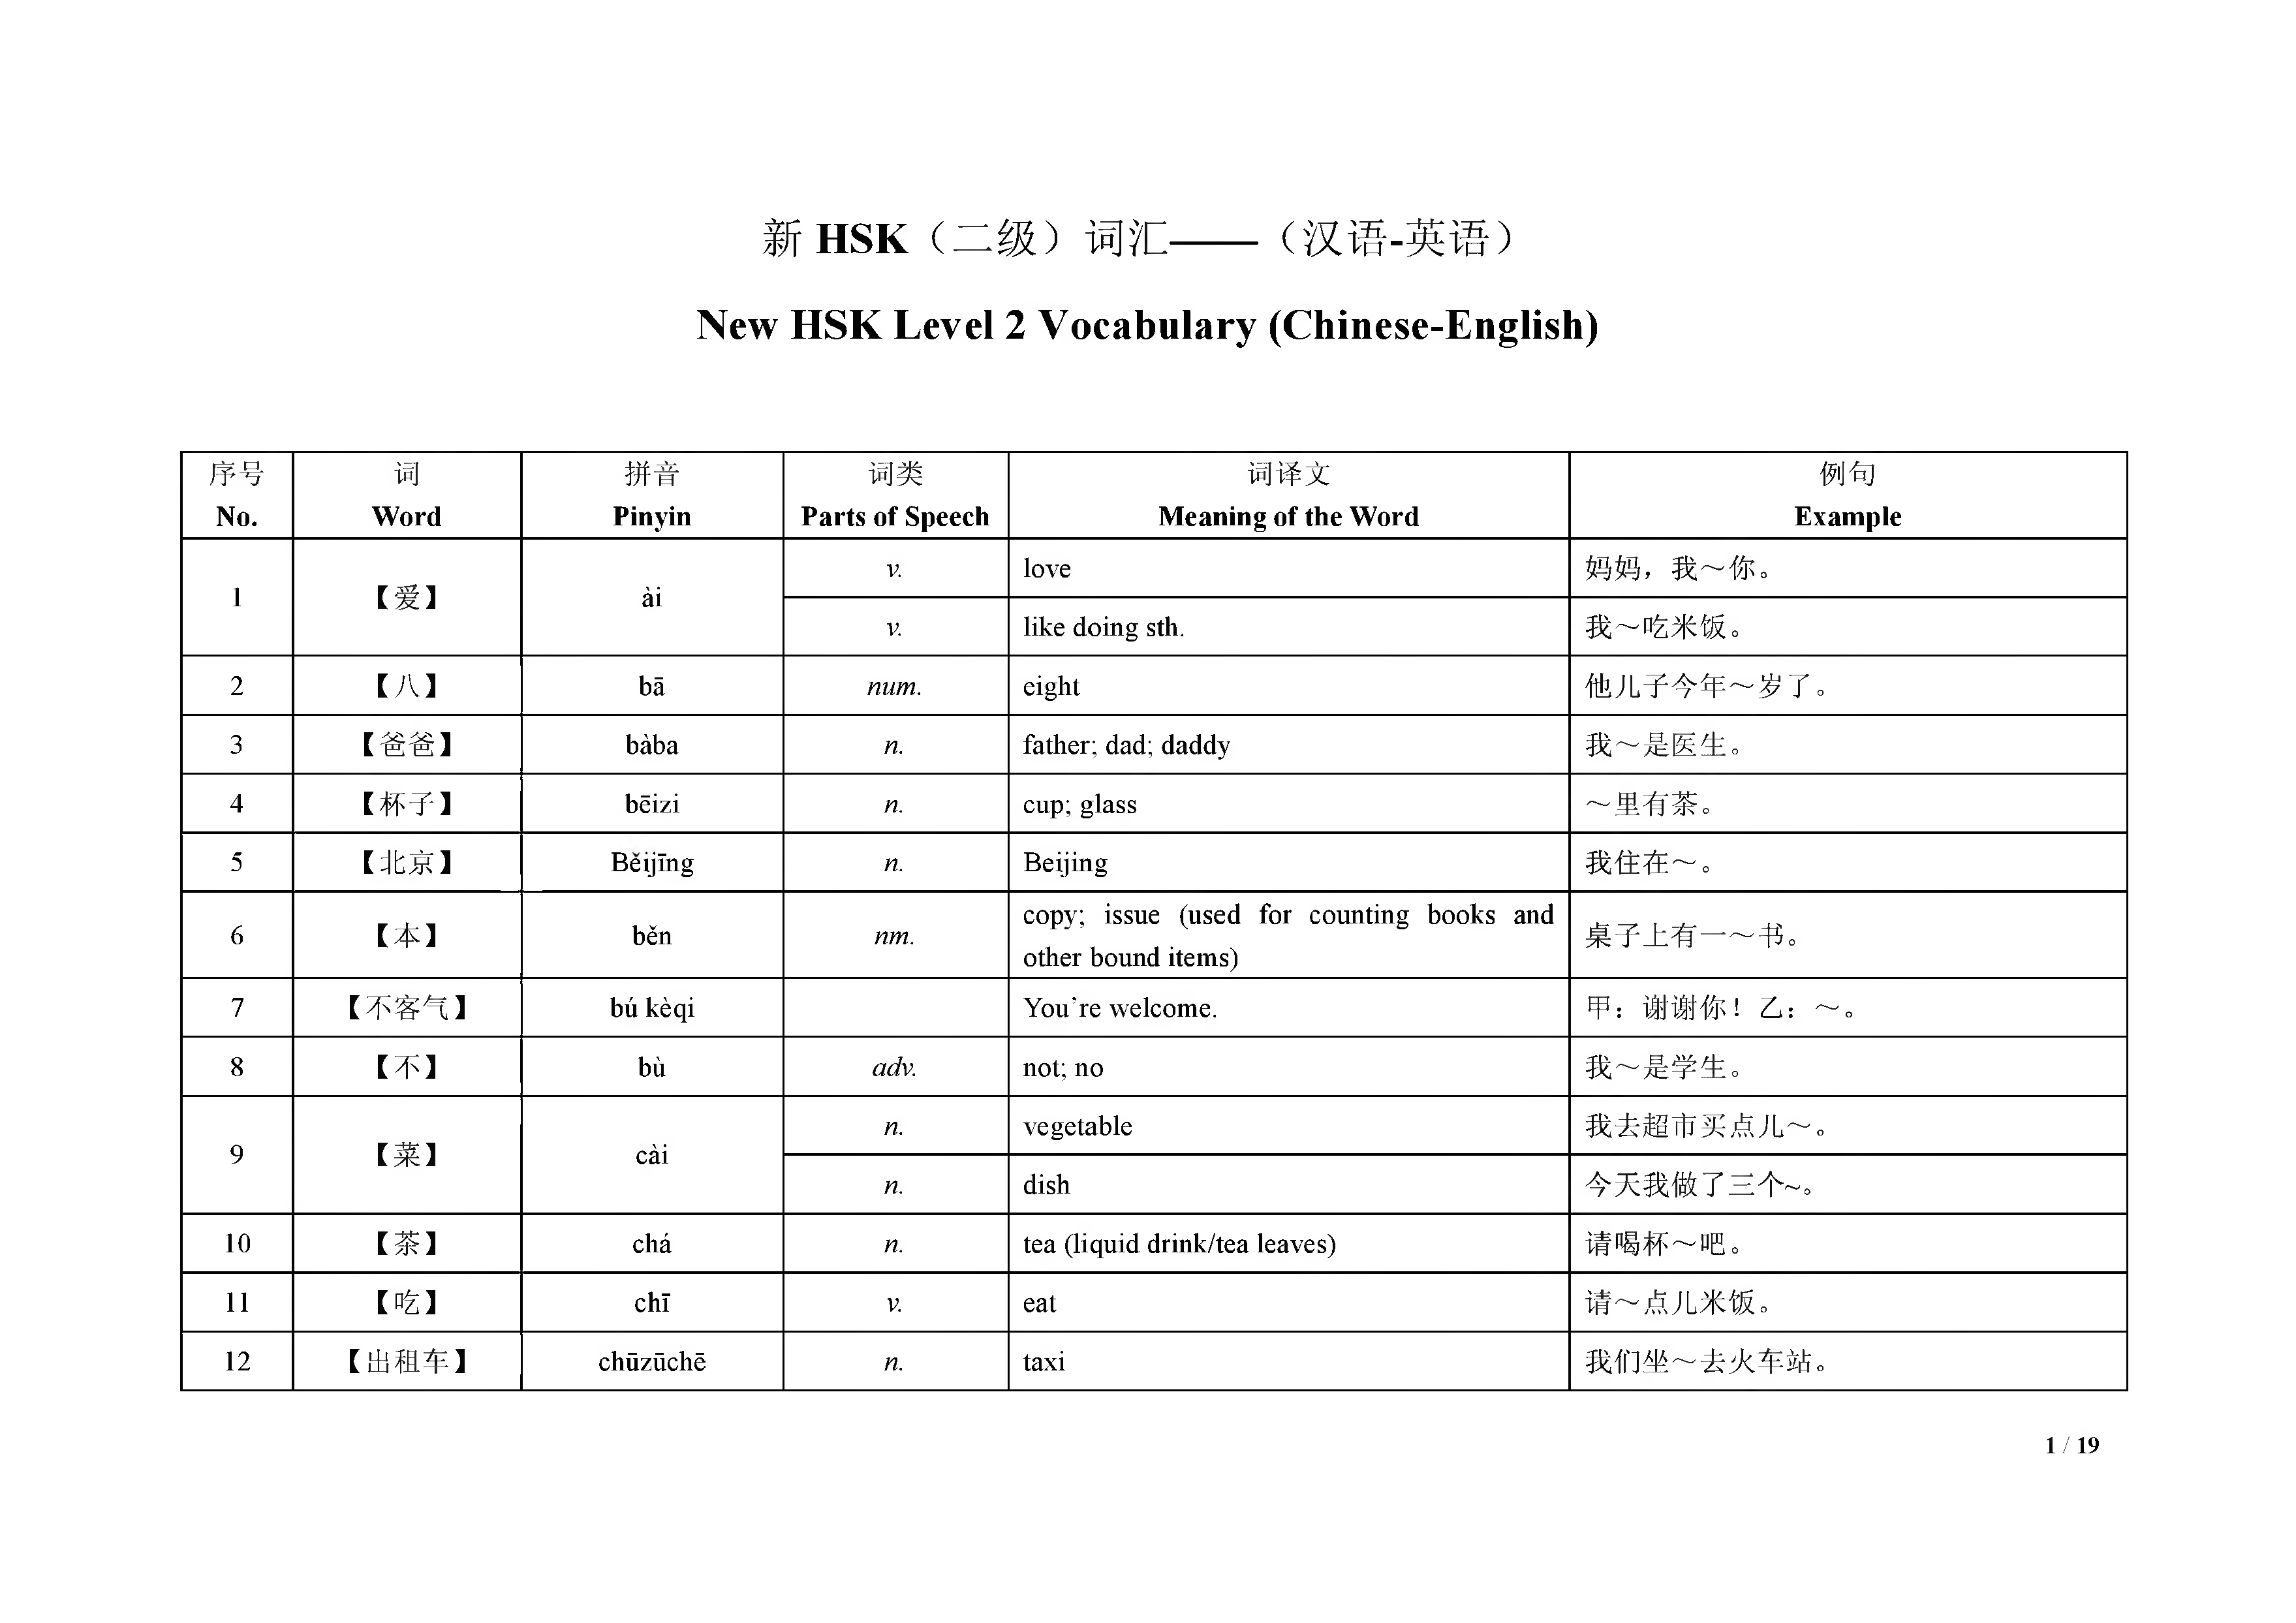 新 HSK（二级）词汇——（汉语-英语）
New HSK Level 2 Vocabulary (Chinese-English)
序号 词 拼音 词类 词译文 例句
No. Word Pinyin Parts of Speech Meaning of the Word Example
1 【爱】 ài v. love 妈妈，我～你。
v. like doing sth. 我～吃米饭。
2 【八】 bā num. eight 他儿子今年～岁了。
3 【爸爸】 bàba n. father; dad; daddy 我～是医生。
4 【杯子】 bēizi n. cup; glass ～里有茶。
5 【北京】 Běijīng n. Beijing 我住在～。
6 【本】 běn nm. copy; issue (used for counting books and
other bound items) 桌子上有一～书。
7 【不客气】 bú kèqi You’re welcome. 甲：谢谢你！乙：～。
8 【不】 bù adv. not; no 我～是学生。
9 【菜】 cài n. vegetable 我去超市买点儿～。
n. dish 今天我做了三个~。
10 【茶】 chá n. tea (liquid drink/tea leaves) 请喝杯～吧。
11 【吃】 chī v. eat 请～点儿米饭。
12 【出租车】 chūzūchē n. taxi 我们坐～去火车站。
1 / 19